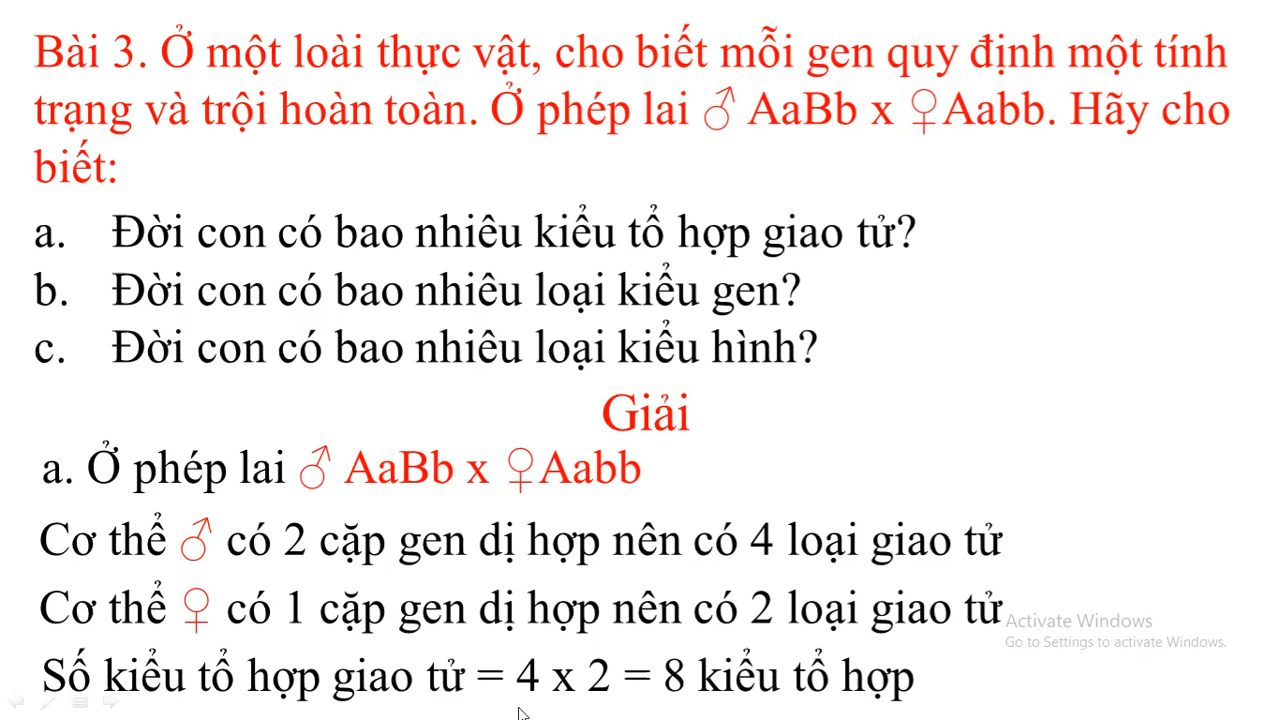 Bài 3. Ở một loài thực vật, cho biết mỗi gen quy định một tính
trạng và trội hoàn toàn. Ở phép lai ♂ AaBb x ♀Aabb. Hãy cho
biết:
a. Đời con có bao nhiêu kiểu tổ hợp giao tử?
b. Đời con có bao nhiêu loại kiểu gen?
c. Đời con có bao nhiêu loại kiểu hình?
Giải
a. Ở phép lai ♂ AaBb x ♀Aabb
Cơ thể ♂ có 2 cặp gen dị hợp nên có 4 loại giao tử
Cơ thể ♀ có 1 cặp gen dị hợp nên có 2 loại giao tử
Activate Windows
Go to Settings to activate Windows.
Số kiểu tổ hợp giao tử = 4 x 2 = 8 kiểu tổ hợp